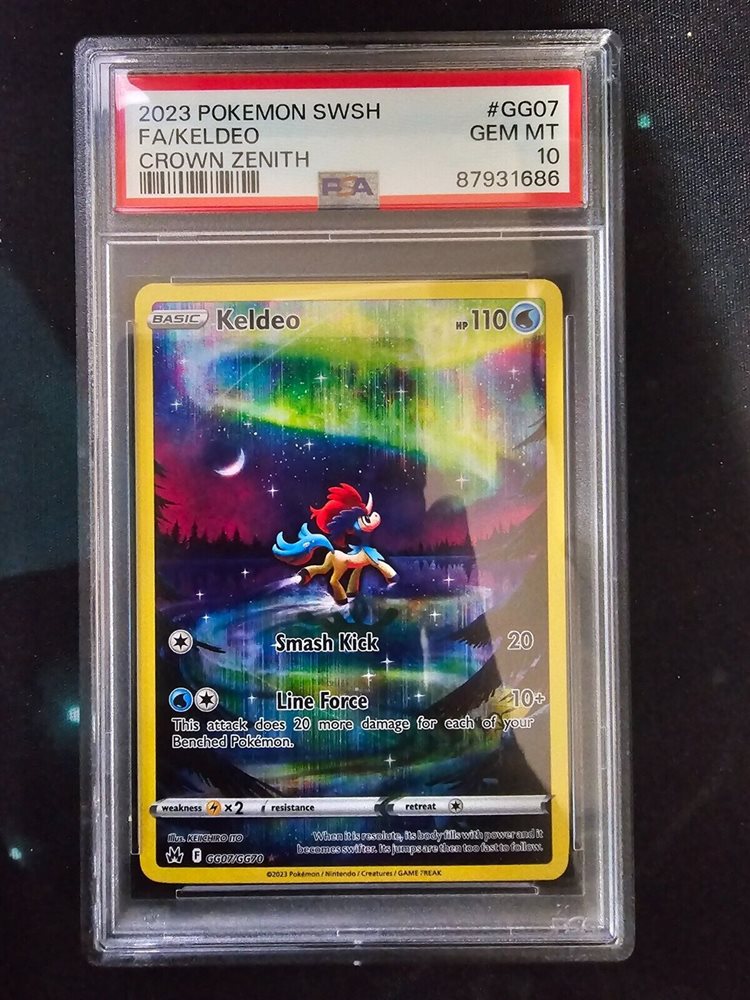 2023 POKEMON SWSH #GG07
FA/KELDEO GEM MT
CROWN ZENITH 10
PSA 87931686
BASIC Keldeo HP 110
Smash Kick 20
Line Force 10+
This attack does 20 more damage for each of your
Benched Pokémon.
weakness ×2 resistance retreat
Illus. KEIICHIRO ITO
When it is resolute, its body fills with power and it
becomes swifter. Its jumps are then too fast to follow.
F GG07/GG70
©2023 Pokémon / Nintendo / Creatures / GAME FREAK
PSA